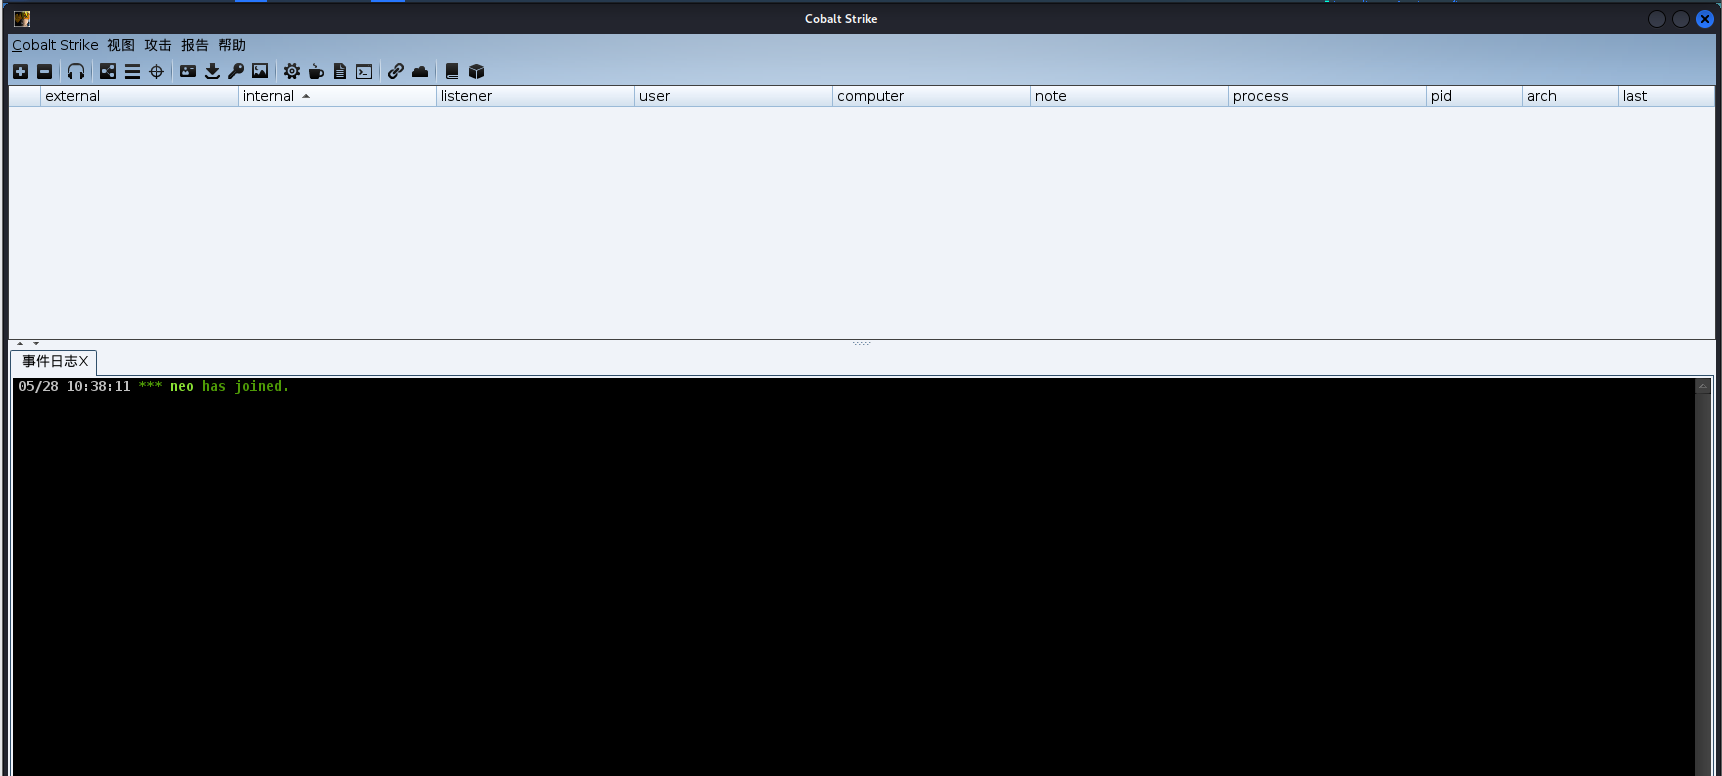 Cobalt Strike
Cobalt Strike 视图 攻击 报告 帮助
external internal listener user computer note process pid arch last
事件日志X
05/28 10:38:11 *** neo has joined.